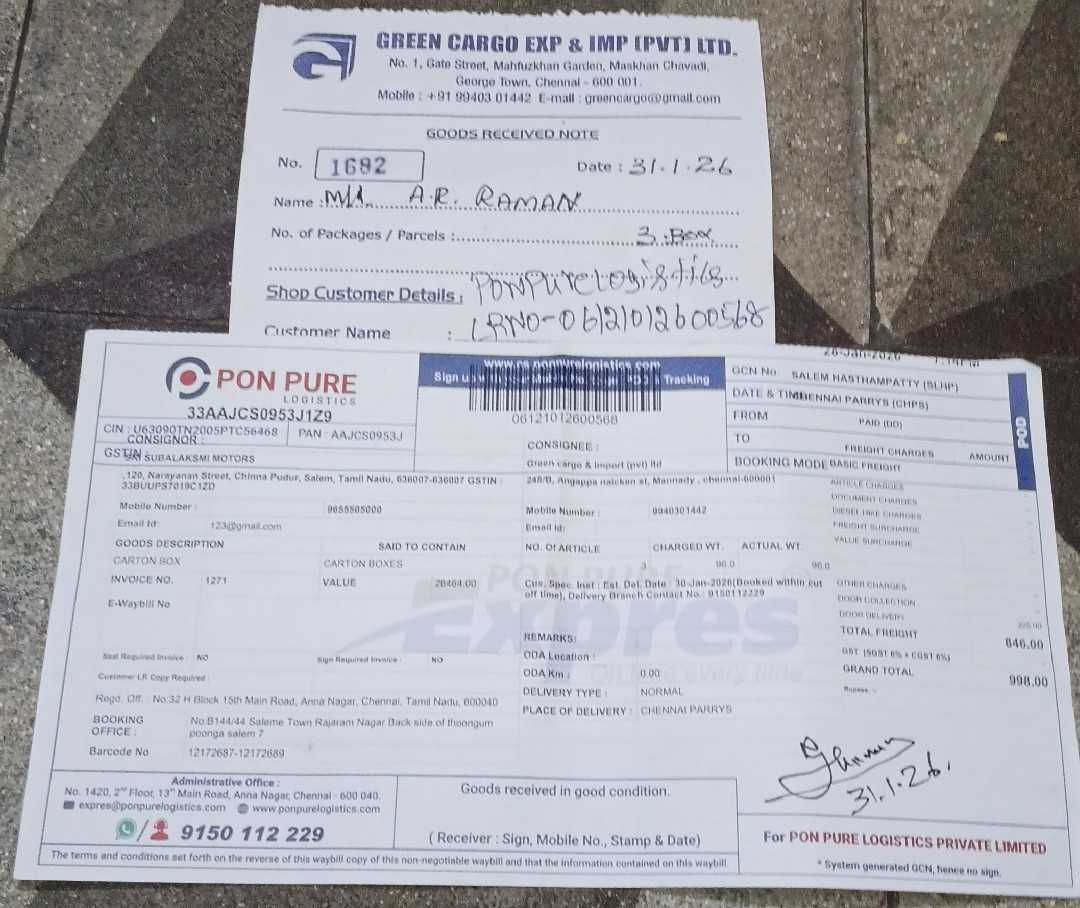 GREEN CARGO EXP & IMP (PVT) LTD.
No. 1, Gate Street, Mahfuzkhan Garden, Maskhan Chavadi,
George Town, Chennai - 600 001.
Mobile : +91 99403 01442 E-mail : greencargo@gmail.com
GOODS RECEIVED NOTE
No. 1682 Date : 31.1.26
Name : M/s. A.R. RAMAN
No. of Packages / Parcels : 3 Box
Shop Customer Details : PonPureLogistics
Customer Name : LRNO-06121012600568
PON PURE
LOGISTICS
33AAJCS0953J1Z9
CIN : U63090TN2005PTC56468 PAN : AAJCS0953J
CONSIGNOR :
GSTIN SRI SUBALAKSMI MOTORS
,120, Narayanan Street, Chinna Pudur, Salem, Tamil Nadu, 636007-636007 GSTIN :
33BUUPS7019C1ZD
Mobile Number : 9655505000
Email Id: 123@gmail.com
GOODS DESCRIPTION SAID TO CONTAIN
CARTON BOX CARTON BOXES
INVOICE NO. 1271 VALUE 26464.00
E-Waybill No
Seal Required Invoice : NO Sign Required Invoice : NO
Customer LR Copy Required :
Regd. Off. : No:32 H Block 15th Main Road, Anna Nagar, Chennai, Tamil Nadu, 600040
BOOKING OFFICE : No.B144/44 Saleme Town Rajaram Nagar Back side of thoongum
poonga salem 7
Barcode No 12172687-12172689
www.ps.ponpurelogistics.com
Sign up Tracking
06121012600568
CONSIGNEE :
Green cargo & Import (pvt) ltd
248/B, Angappa naicken st, Mannady , chennai-600001
Mobile Number : 9940301442
Email Id:
NO. OF ARTICLE CHARGED WT. ACTUAL WT.
3 90.0 90.0
Cus. Spec. Inst : Est. Del. Date : 30-Jan-2026(Booked within cut
off time), Delivery Branch Contact No.: 9150112229
PON PURE
Expres
REMARKS:
ODA Location :
ODA Km : 0.00
DELIVERY TYPE : NORMAL
PLACE OF DELIVERY : CHENNAI PARRYS
28-Jan-2026
GCN No. SALEM HASTHAMPATTY (SLHP)
DATE & TIME CHENNAI PARRYS (CHPS)
FROM PAID (DD)
TO FREIGHT CHARGES AMOUNT
BOOKING MODE BASIC FREIGHT
ARTICLE CHARGES
DOCUMENT CHARGES
DIESEL HIKE CHARGES
FREIGHT SURCHARGE
VALUE SURCHARGE
OTHER CHARGES
DOOR COLLECTION
DOOR DELIVERY
TOTAL FREIGHT 846.00
GST (SGST 6% + CGST 6%)
GRAND TOTAL 998.00
Rupees :-
POD
31.1.26.
Administrative Office :
No. 1420, 2nd Floor, 13th Main Road, Anna Nagar, Chennai - 600 040.
expres@ponpurelogistics.com www.ponpurelogistics.com
9150 112 229
Goods received in good condition.
( Receiver : Sign, Mobile No., Stamp & Date)
For PON PURE LOGISTICS PRIVATE LIMITED
* System generated GCN, hence no sign.
The terms and conditions set forth on the reverse of this waybill copy of this non-negotiable waybill and that the information contained on this waybill.